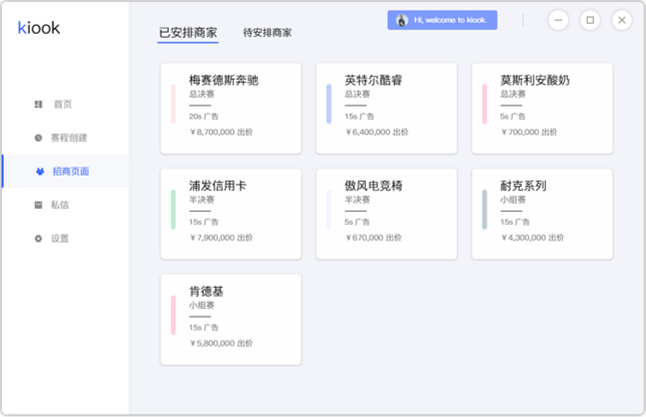 kiook
Hi, welcome to kiook.
已安排商家
待安排商家
首页
赛程创建
招商页面
私信
设置
梅赛德斯奔驰
总决赛
20s 广告
¥8,700,000 出价
英特尔酷睿
总决赛
15s 广告
¥6,400,000 出价
莫斯利安酸奶
总决赛
5s 广告
¥700,000 出价
浦发信用卡
半决赛
15s 广告
¥7,900,000 出价
傲风电竞椅
半决赛
5s 广告
¥670,000 出价
耐克系列
小组赛
15s 广告
¥4,300,000 出价
肯德基
小组赛
15s 广告
¥5,800,000 出价